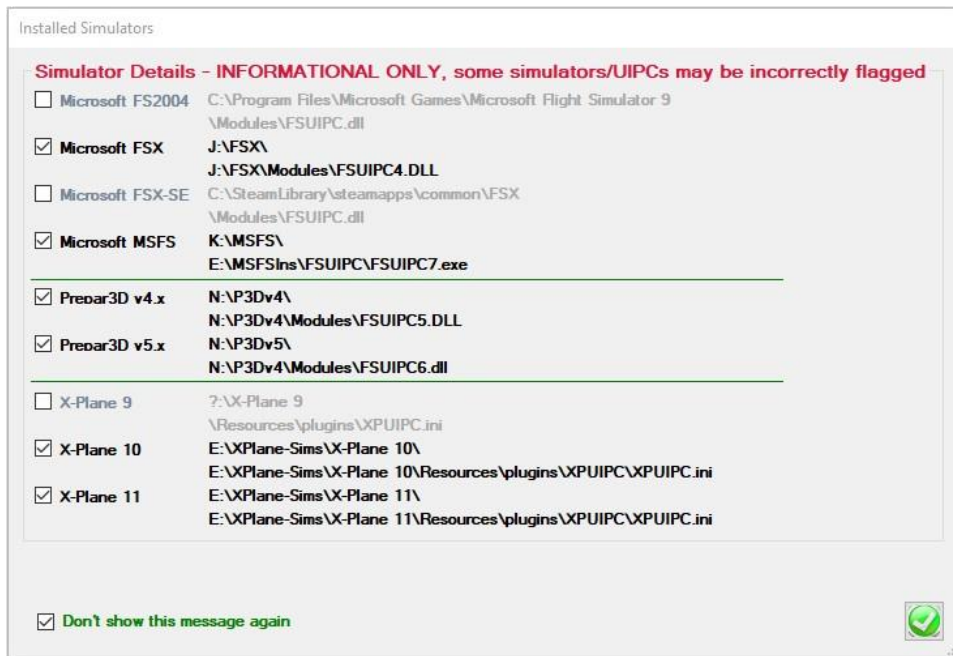 Installed Simulators
Simulator Details - INFORMATIONAL ONLY, some simulators/UIPCs may be incorrectly flagged
Microsoft FS2004 C:\Program Files\Microsoft Games\Microsoft Flight Simulator 9
\Modules\FSUIPC.dll
Microsoft FSX J:\FSX\
J:\FSX\Modules\FSUIPC4.DLL
Microsoft FSX-SE C:\SteamLibrary\steamapps\common\FSX
\Modules\FSUIPC.dll
Microsoft MSFS K:\MSFS\
E:\MSFSIns\FSUIPC\FSUIPC7.exe
Prepar3D v4.x N:\P3Dv4\
N:\P3Dv4\Modules\FSUIPC5.DLL
Prepar3D v5.x N:\P3Dv5\
N:\P3Dv4\Modules\FSUIPC6.dll
X-Plane 9 ?:\X-Plane 9
\Resources\plugins\XPUIPC.ini
X-Plane 10 E:\XPlane-Sims\X-Plane 10\
E:\XPlane-Sims\X-Plane 10\Resources\plugins\XPUIPC\XPUIPC.ini
X-Plane 11 E:\XPlane-Sims\X-Plane 11\
E:\XPlane-Sims\X-Plane 11\Resources\plugins\XPUIPC\XPUIPC.ini
Don't show this message again